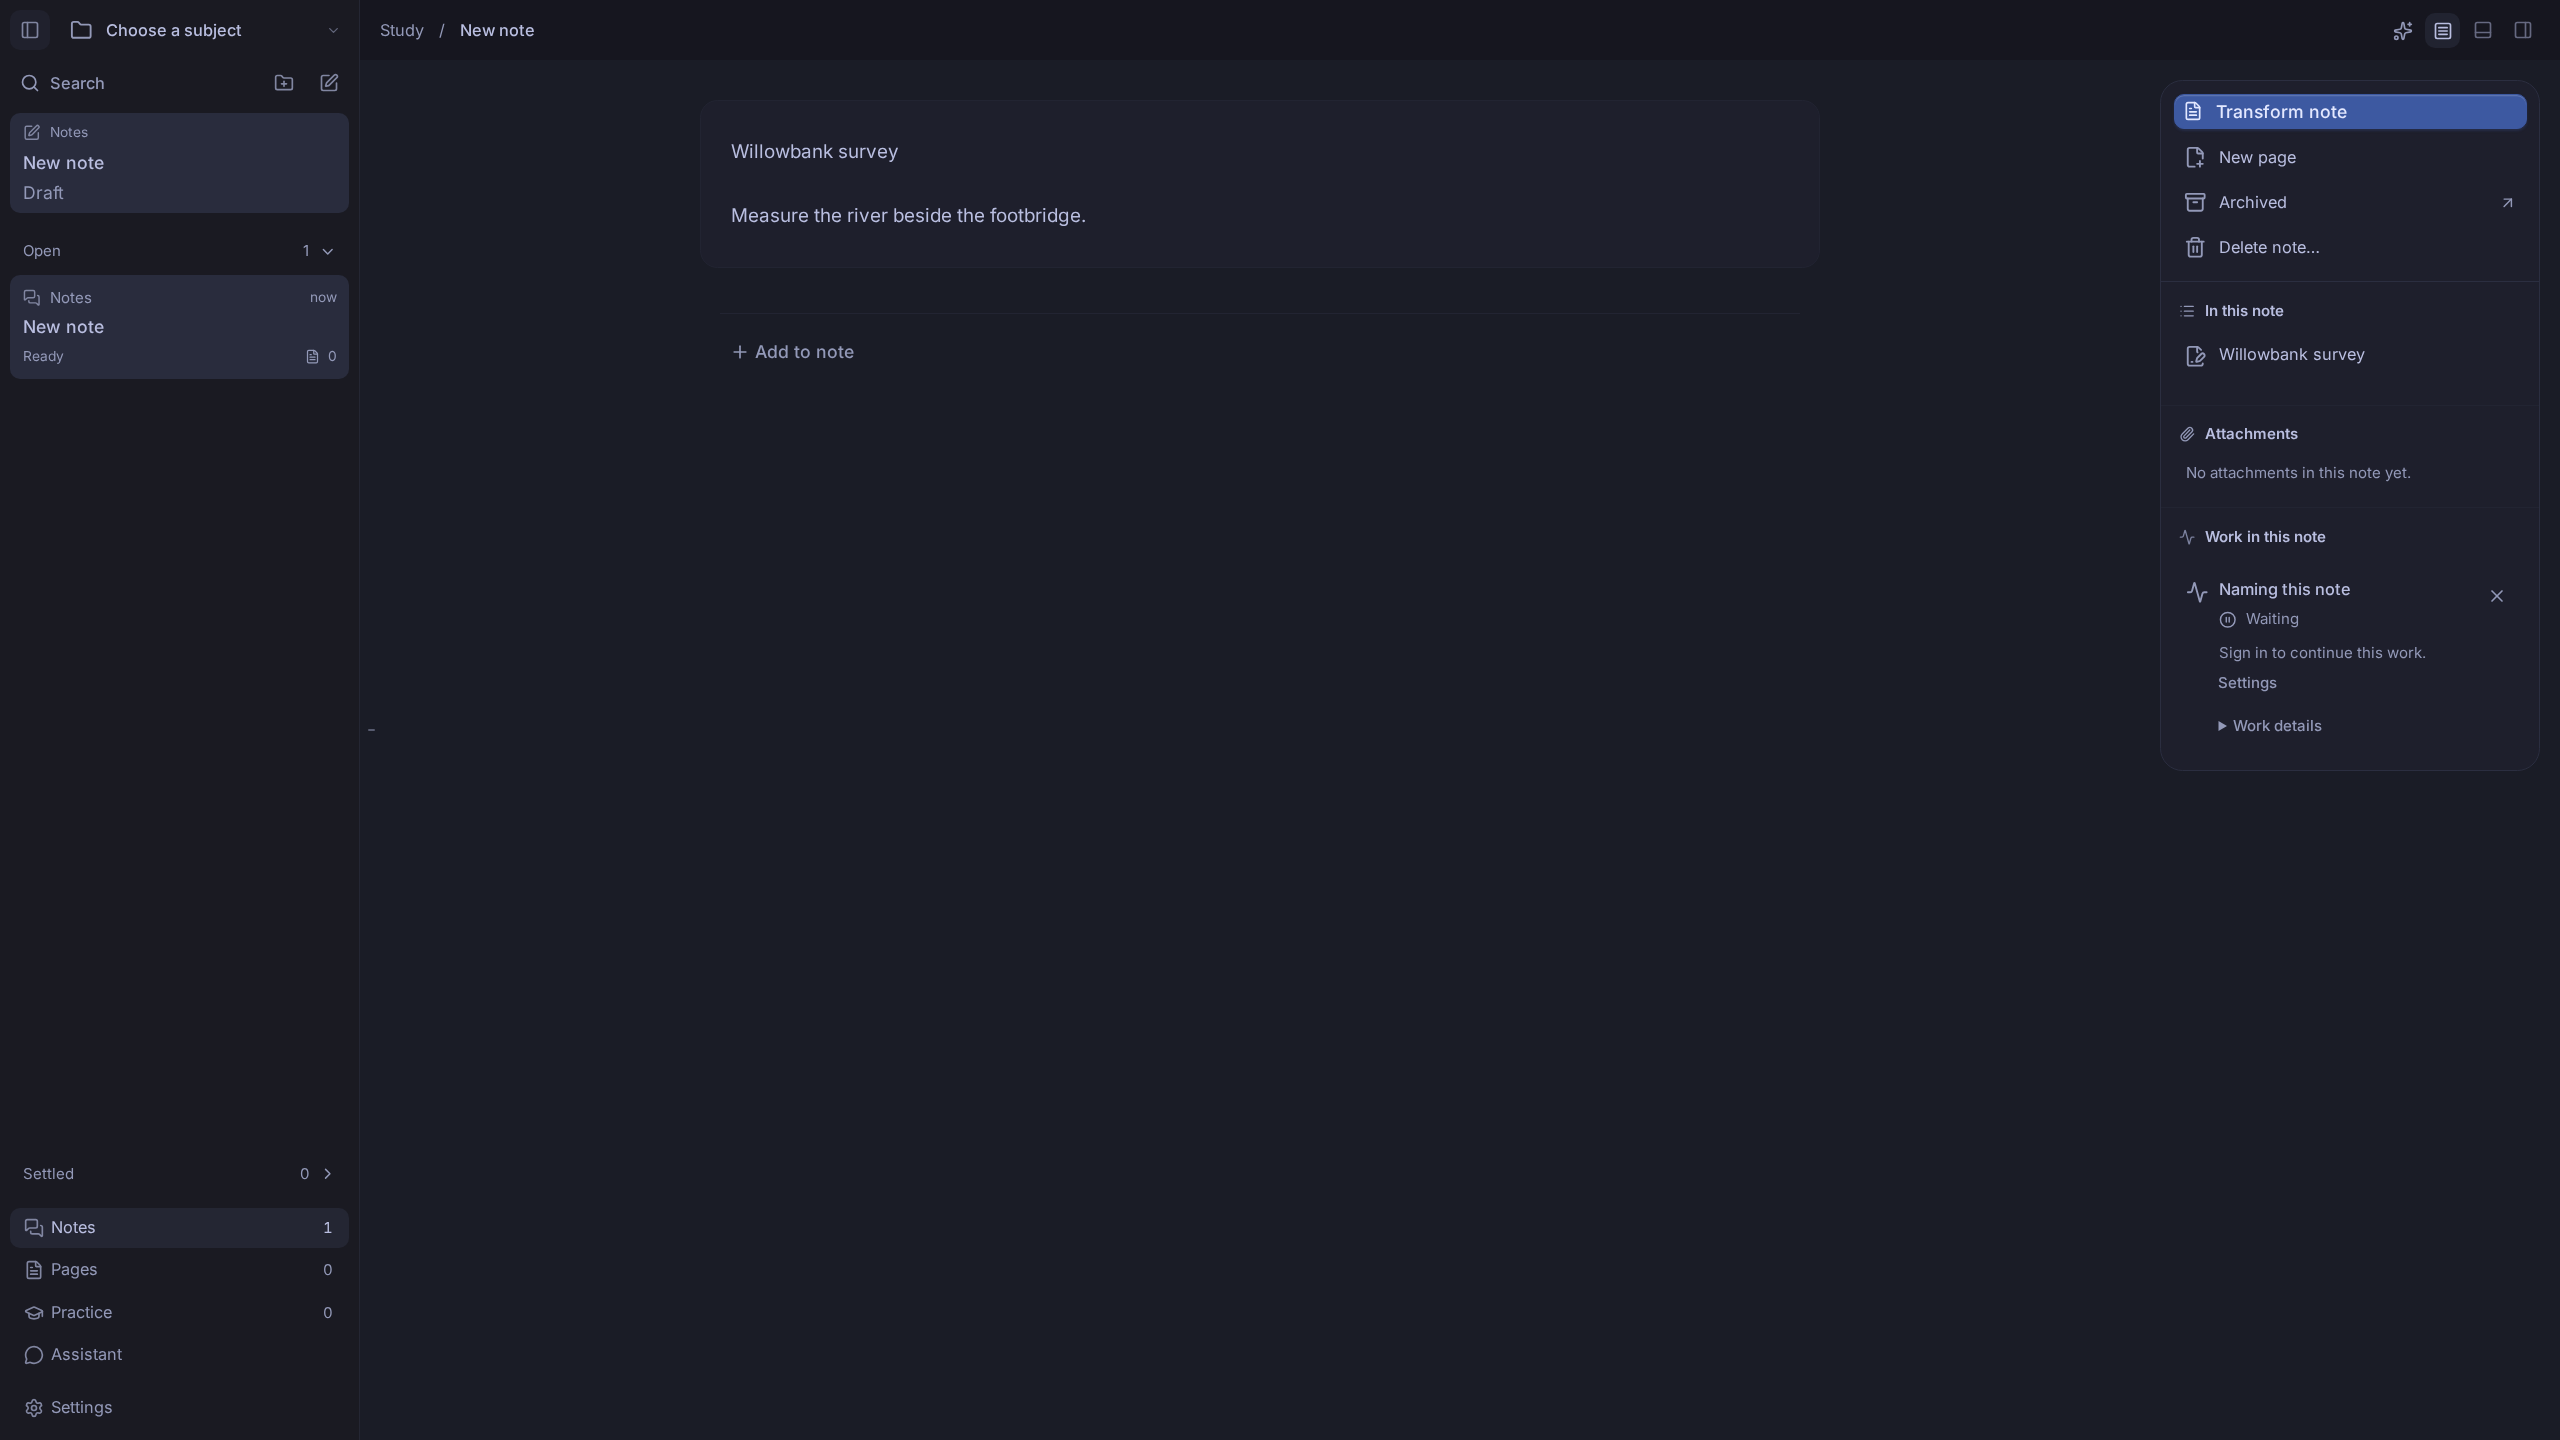 Choose a subject
Search
Notes
New note
Draft
Open 1
Notes now
New note
Ready 0
Settled 0
Notes 1
Pages 0
Practice 0
Assistant
Settings
Study / New note
Willowbank survey
Measure the river beside the footbridge.
Add to note
Transform note
New page
Archived
Delete note...
In this note
Willowbank survey
Attachments
No attachments in this note yet.
Work in this note
Naming this note
Waiting
Sign in to continue this work.
Settings
Work details